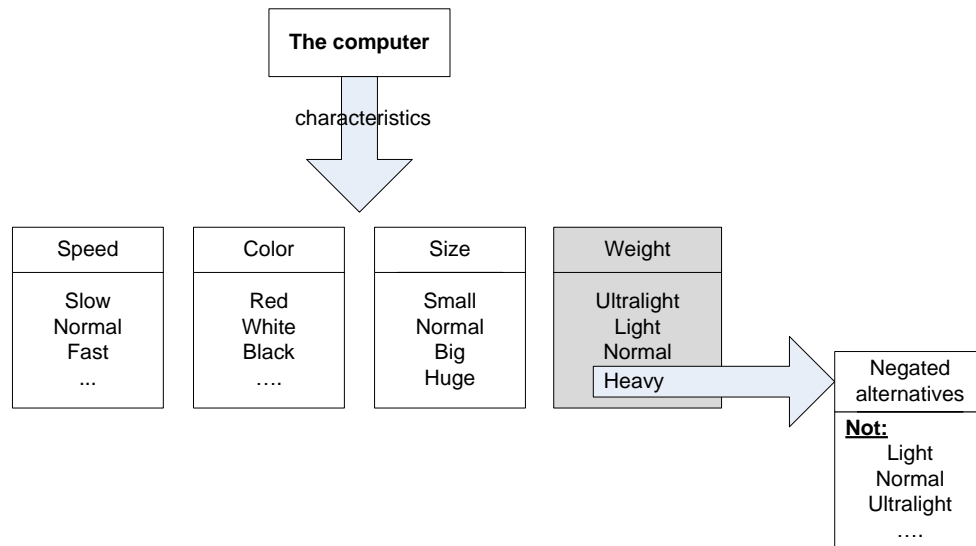 The computer
characteristics
Speed
Slow
Normal
Fast
...
Color
Red
White
Black
....
Size
Small
Normal
Big
Huge
Weight
Ultralight
Light
Normal
Heavy
Negated
alternatives
Not:
Light
Normal
Ultralight
....